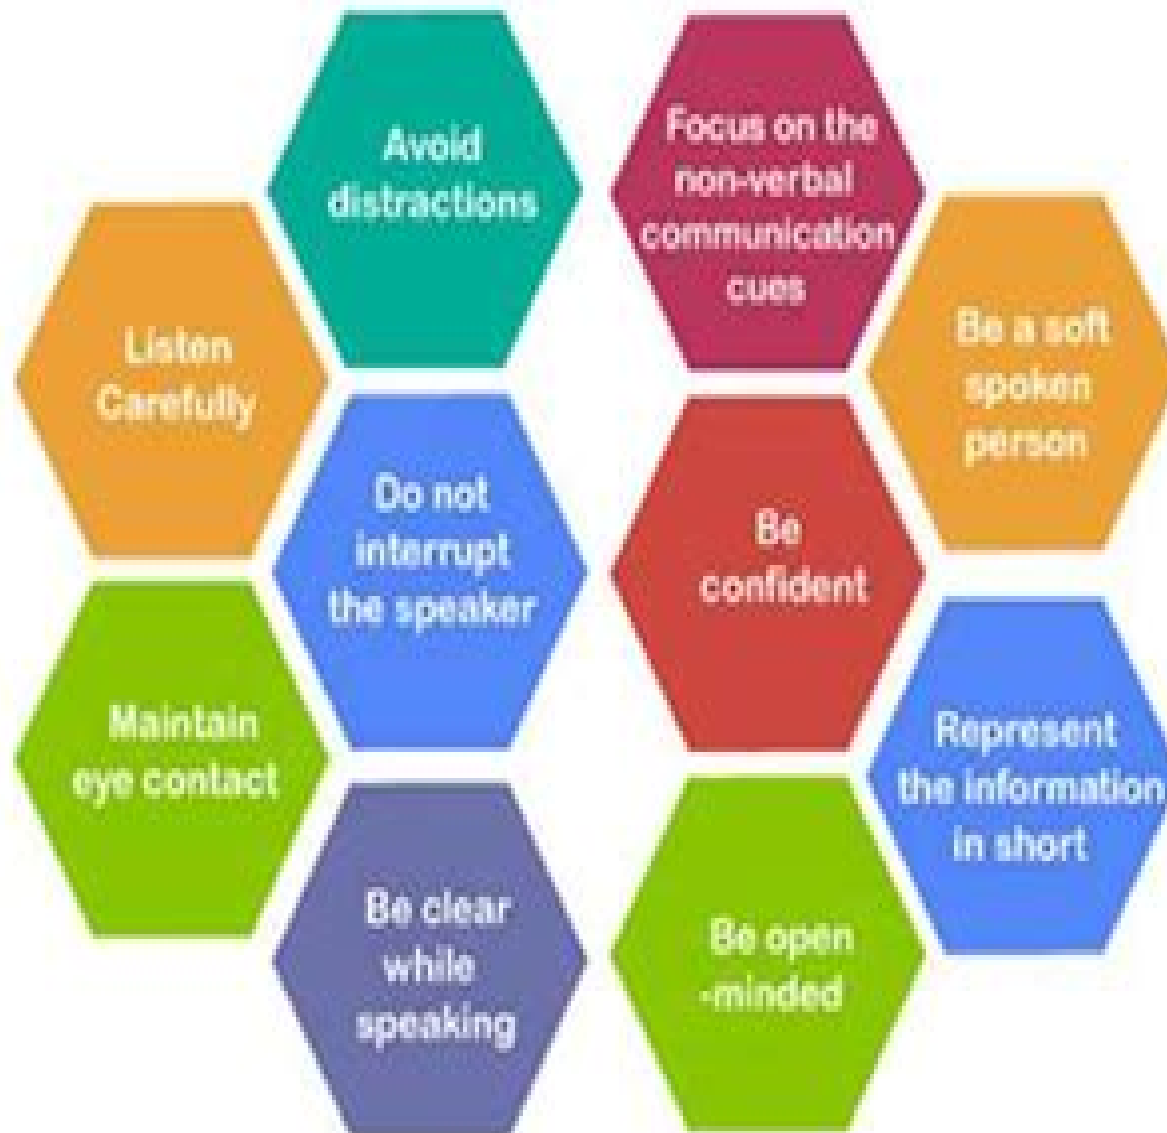 Avoid
distractions
Focus on the
non-verbal
communication
cues
Listen
Carefully
Be a soft
spoken
person
Do not
interrupt
the speaker
Be
confident
Maintain
eye contact
Represent
the information
in short
Be clear
while
speaking
Be open
-minded